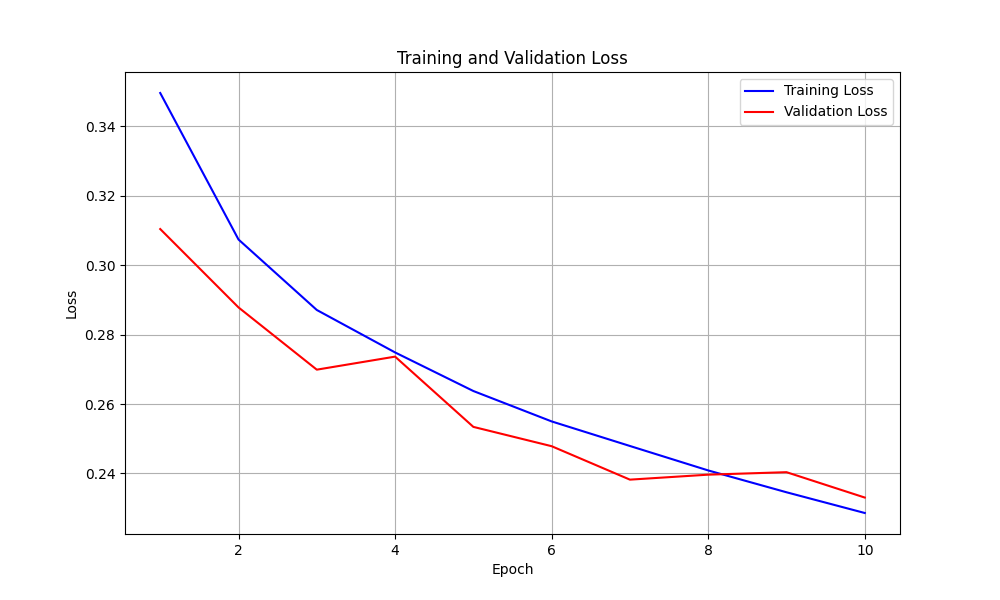 Training and Validation Loss
Training Loss
Validation Loss
0.34
0.32
0.30
0.28
0.26
0.24
Loss
2 4 6 8 10
Epoch